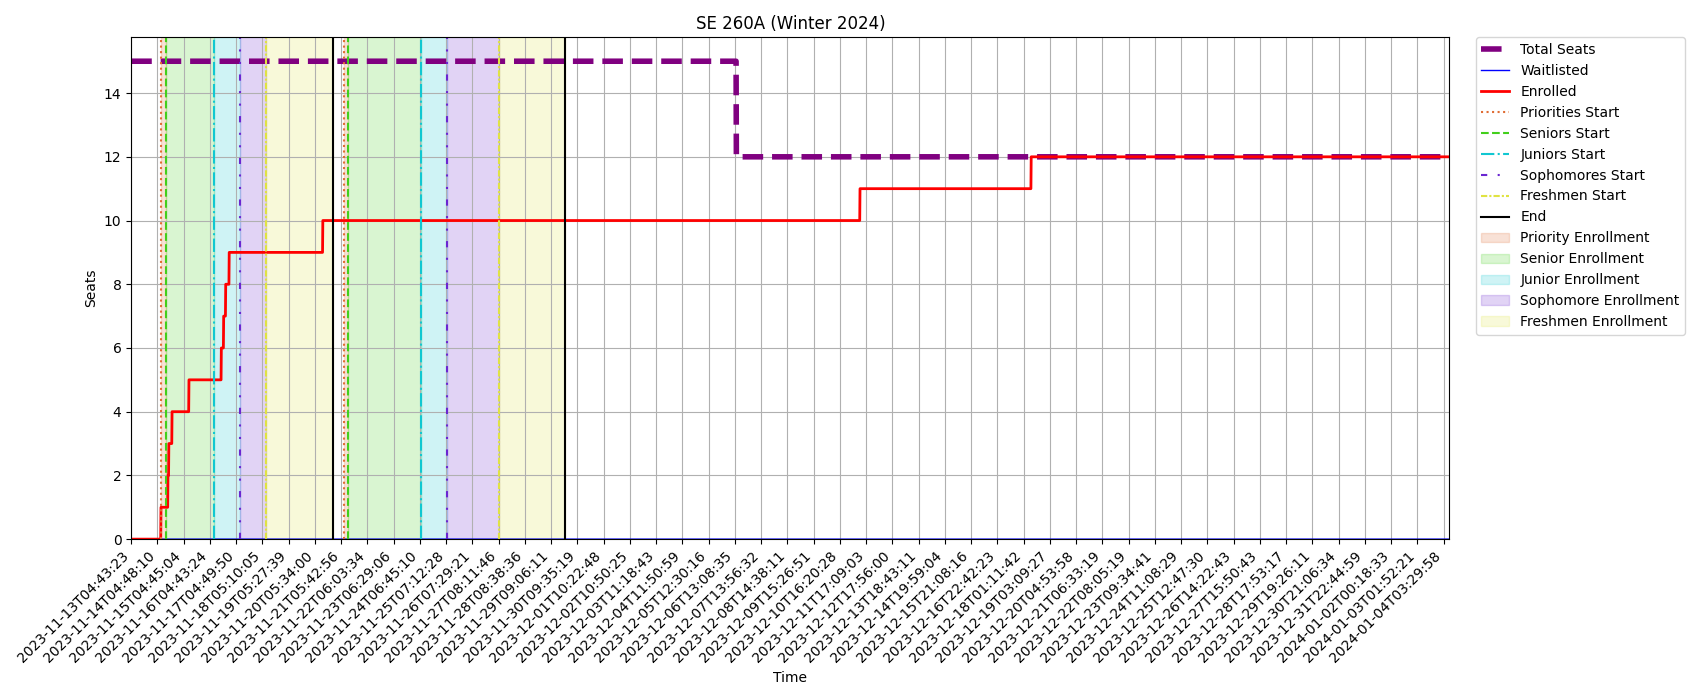 SE 260A (Winter 2024)
Total Seats
Waitlisted
Enrolled
Priorities Start
Seniors Start
Juniors Start
Sophomores Start
Freshmen Start
End
Priority Enrollment
Senior Enrollment
Junior Enrollment
Sophomore Enrollment
Freshmen Enrollment
Seats
14
12
10
8
6
4
2
0
2023-11-13T04:43:23
2023-11-14T04:48:10
2023-11-15T04:45:04
2023-11-16T04:43:24
2023-11-17T04:49:50
2023-11-18T05:10:05
2023-11-19T05:27:39
2023-11-20T05:34:00
2023-11-21T05:42:56
2023-11-22T06:03:34
2023-11-23T06:29:06
2023-11-24T06:45:10
2023-11-25T07:12:28
2023-11-26T07:29:21
2023-11-27T08:11:46
2023-11-28T08:38:36
2023-11-29T09:06:11
2023-11-30T09:35:19
2023-12-01T10:22:48
2023-12-02T10:50:25
2023-12-03T11:18:43
2023-12-04T11:50:59
2023-12-05T12:30:16
2023-12-06T13:08:35
2023-12-07T13:56:32
2023-12-08T14:38:11
2023-12-09T15:26:51
2023-12-10T16:20:28
2023-12-11T17:09:03
2023-12-12T17:56:00
2023-12-13T18:43:11
2023-12-14T19:59:04
2023-12-15T21:08:16
2023-12-16T22:42:23
2023-12-18T01:11:42
2023-12-19T03:09:27
2023-12-20T04:53:58
2023-12-21T06:33:19
2023-12-22T08:05:19
2023-12-23T09:34:41
2023-12-24T11:08:29
2023-12-25T12:47:30
2023-12-26T14:22:43
2023-12-27T15:50:43
2023-12-28T17:53:17
2023-12-29T19:26:11
2023-12-30T21:06:34
2023-12-31T22:44:59
2024-01-02T00:18:33
2024-01-03T01:52:21
2024-01-04T03:29:58
Time